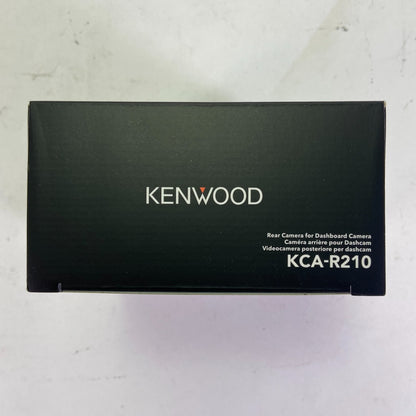 KENWOOD
Rear Camera for Dashboard Camera
Caméra arrière pour Dashcam
Videocamera posteriore per dashcam
KCA-R210